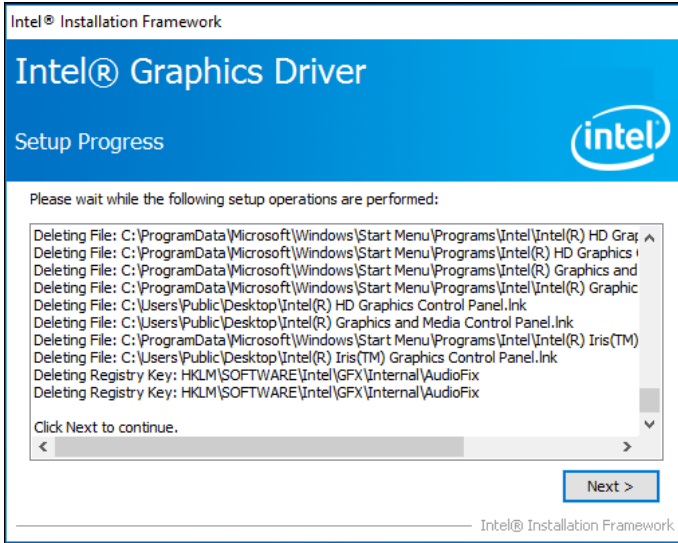 Intel® Installation Framework
Intel® Graphics Driver
Setup Progress
intel
Please wait while the following setup operations are performed:
Deleting File: C:\ProgramData\Microsoft\Windows\Start Menu\Programs\Intel\Intel(R) HD Grap
Deleting File: C:\ProgramData\Microsoft\Windows\Start Menu\Programs\Intel(R) HD Graphics
Deleting File: C:\ProgramData\Microsoft\Windows\Start Menu\Programs\Intel(R) Graphics and
Deleting File: C:\ProgramData\Microsoft\Windows\Start Menu\Programs\Intel\Intel(R) Graphic
Deleting File: C:\Users\Public\Desktop\Intel(R) HD Graphics Control Panel.lnk
Deleting File: C:\Users\Public\Desktop\Intel(R) Graphics and Media Control Panel.lnk
Deleting File: C:\ProgramData\Microsoft\Windows\Start Menu\Programs\Intel\Intel(R) Iris(TM)
Deleting File: C:\Users\Public\Desktop\Intel(R) Iris(TM) Graphics Control Panel.lnk
Deleting Registry Key: HKLM\SOFTWARE\Intel\GFX\Internal\AudioFix
Deleting Registry Key: HKLM\SOFTWARE\Intel\GFX\Internal\AudioFix
Click Next to continue.
Next >
Intel® Installation Framework